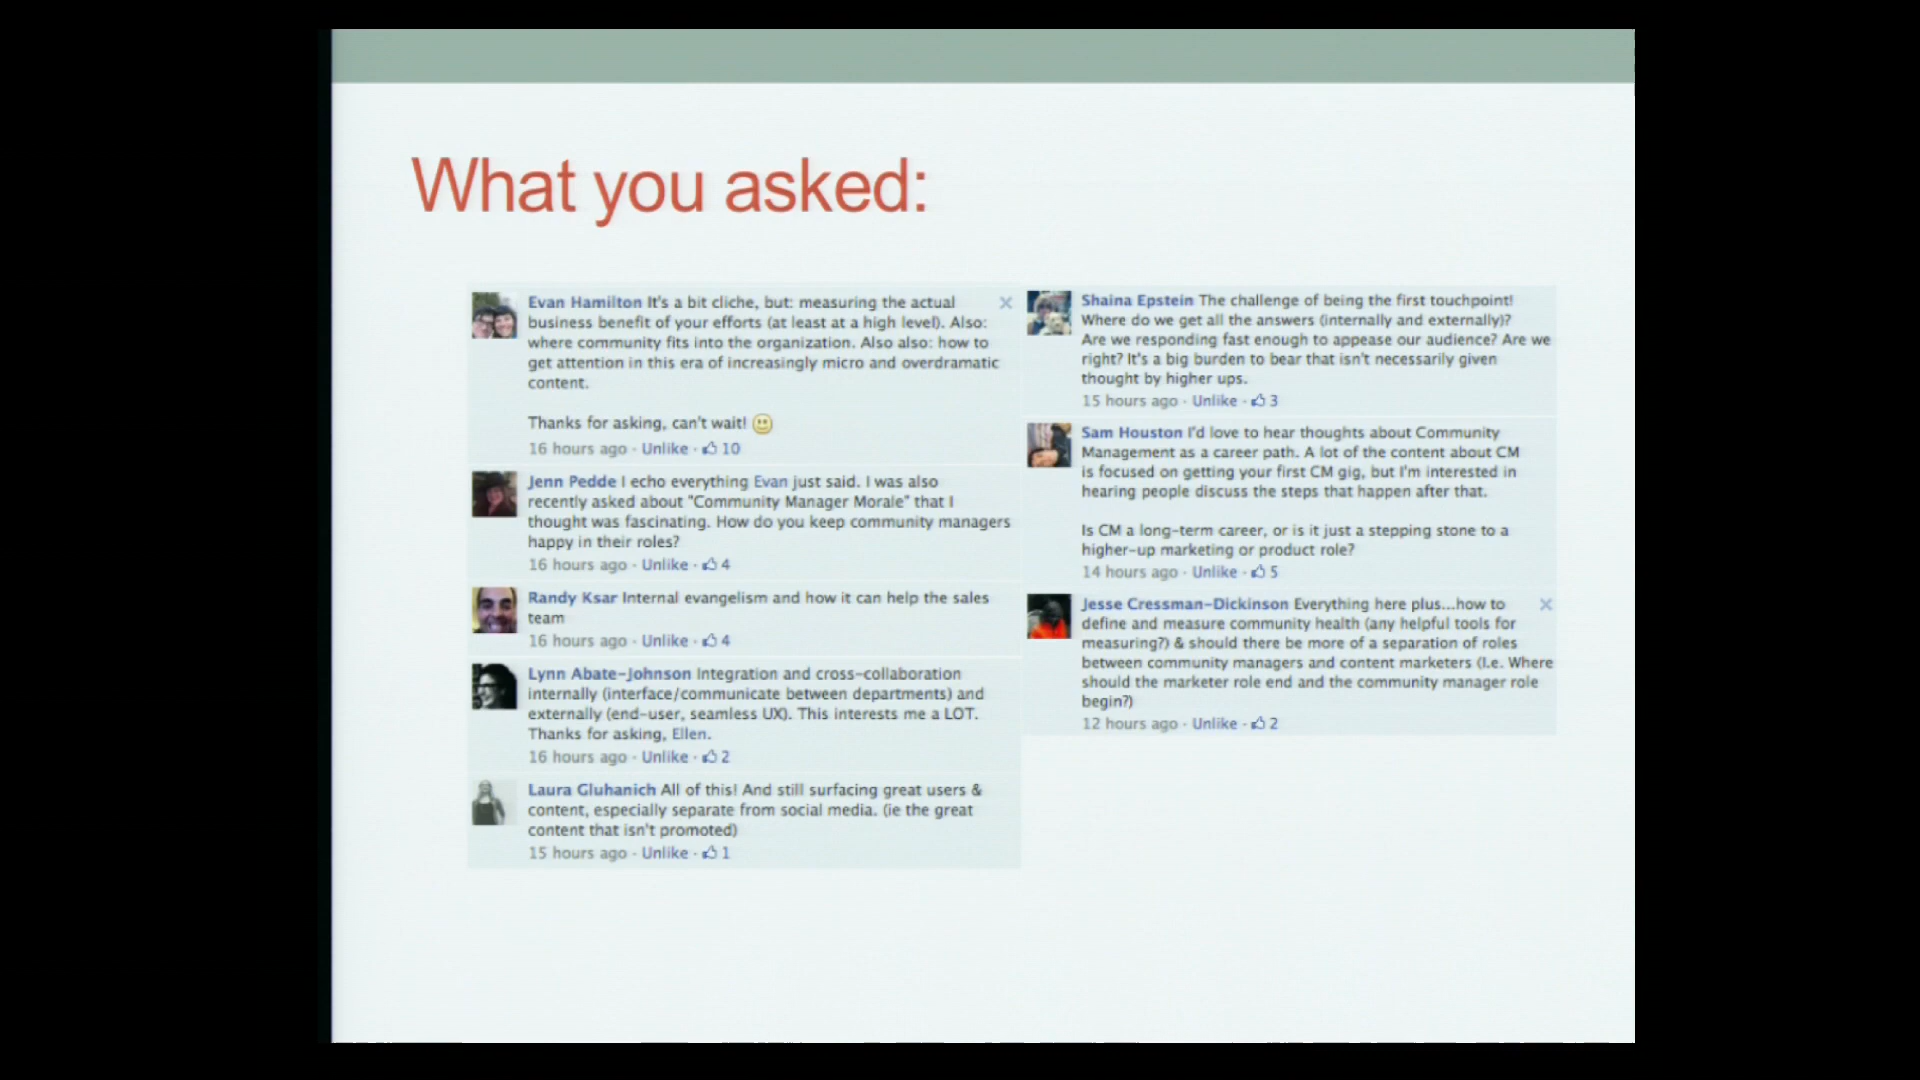 What you asked:
Evan Hamilton It's a bit cliche, but: measuring the actual
business benefit of your efforts (at least at a high level). Also:
where community fits into the organization. Also also: how to
get attention in this era of increasingly micro and overdramatic
content.
Thanks for asking, can't wait!
16 hours ago · Unlike · 10
Jenn Pedde I echo everything Evan just said. I was also
recently asked about "Community Manager Morale" that I
thought was fascinating. How do you keep community managers
happy in their roles?
16 hours ago · Unlike · 4
Randy Ksar Internal evangelism and how it can help the sales
team
16 hours ago · Unlike · 4
Lynn Abate-Johnson Integration and cross-collaboration
internally (interface/communicate between departments) and
externally (end-user, seamless UX). This interests me a LOT.
Thanks for asking, Ellen.
16 hours ago · Unlike · 2
Laura Gluhanich All of this! And still surfacing great users &
content, especially separate from social media. (ie the great
content that isn't promoted)
15 hours ago · Unlike · 1
Shaina Epstein The challenge of being the first touchpoint!
Where do we get all the answers (internally and externally)?
Are we responding fast enough to appease our audience? Are we
right? It's a big burden to bear that isn't necessarily given
thought by higher ups.
15 hours ago · Unlike · 3
Sam Houston I'd love to hear thoughts about Community
Management as a career path. A lot of the content about CM
is focused on getting your first CM gig, but I'm interested in
hearing people discuss the steps that happen after that.
Is CM a long-term career, or is it just a stepping stone to a
higher-up marketing or product role?
14 hours ago · Unlike · 5
Jesse Cressman-Dickinson Everything here plus...how to
define and measure community health (any helpful tools for
measuring?) & should there be more of a separation of roles
between community managers and content marketers (I.e. Where
should the marketer role end and the community manager role
begin?)
12 hours ago · Unlike · 2